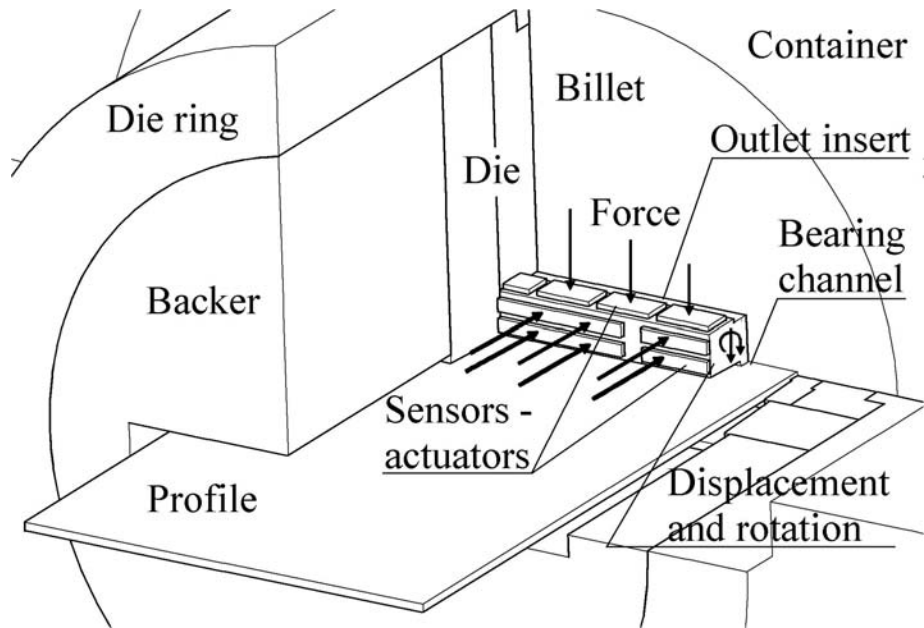 Container
Billet
Die ring
Outlet insert
Die
Force
Bearing
channel
Backer
Sensors -
actuators
Profile
Displacement
and rotation